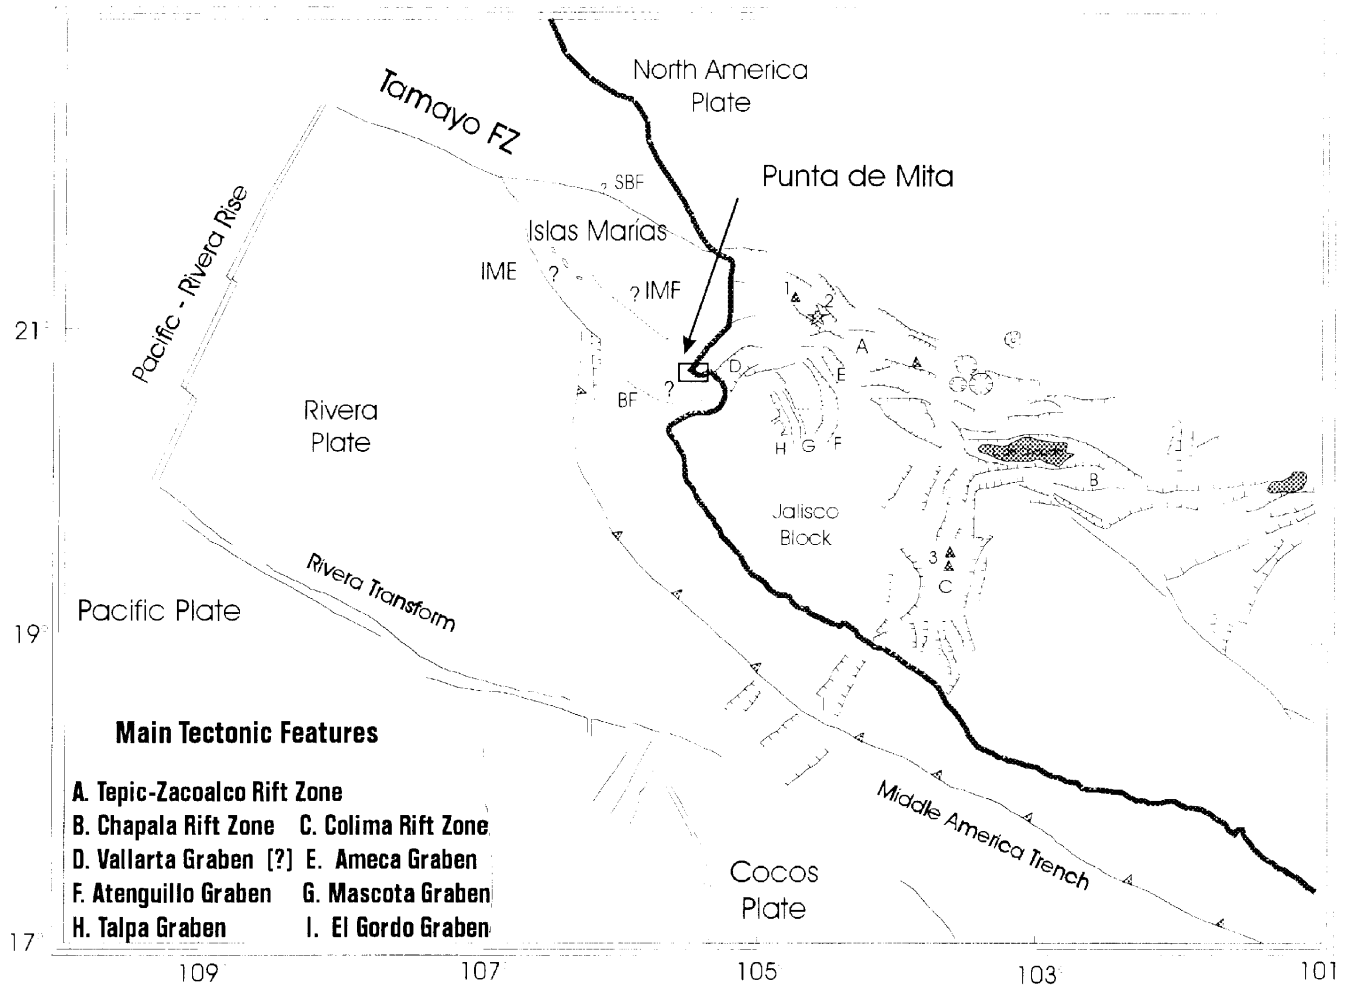 North America
Plate
Tamayo FZ
Punta de Mita
SBF
Pacific - Rivera Rise
Islas Marías
IME
?
? IMF
1
2
21°
A
D
E
?
BF
Rivera
Plate
H
G
F
B
Jalisco
Block
3
C
Rivera Transform
Pacific Plate
19°
Main Tectonic Features
A. Tepic-Zacoalco Rift Zone
B. Chapala Rift Zone C. Colima Rift Zone
D. Vallarta Graben [?] E. Ameca Graben
F. Atenguillo Graben G. Mascota Graben
H. Talpa Graben I. El Gordo Graben
Middle America Trench
Cocos
Plate
17°
109
107
105
103
101